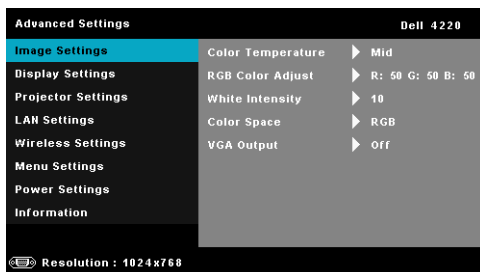 Advanced Settings Dell 4220
Image Settings Color Temperature Mid
Display Settings RGB Color Adjust R: 50 G: 50 B: 50
Projector Settings White Intensity 10
LAN Settings Color Space RGB
Wireless Settings VGA Output Off
Menu Settings
Power Settings
Information
Resolution : 1024x768